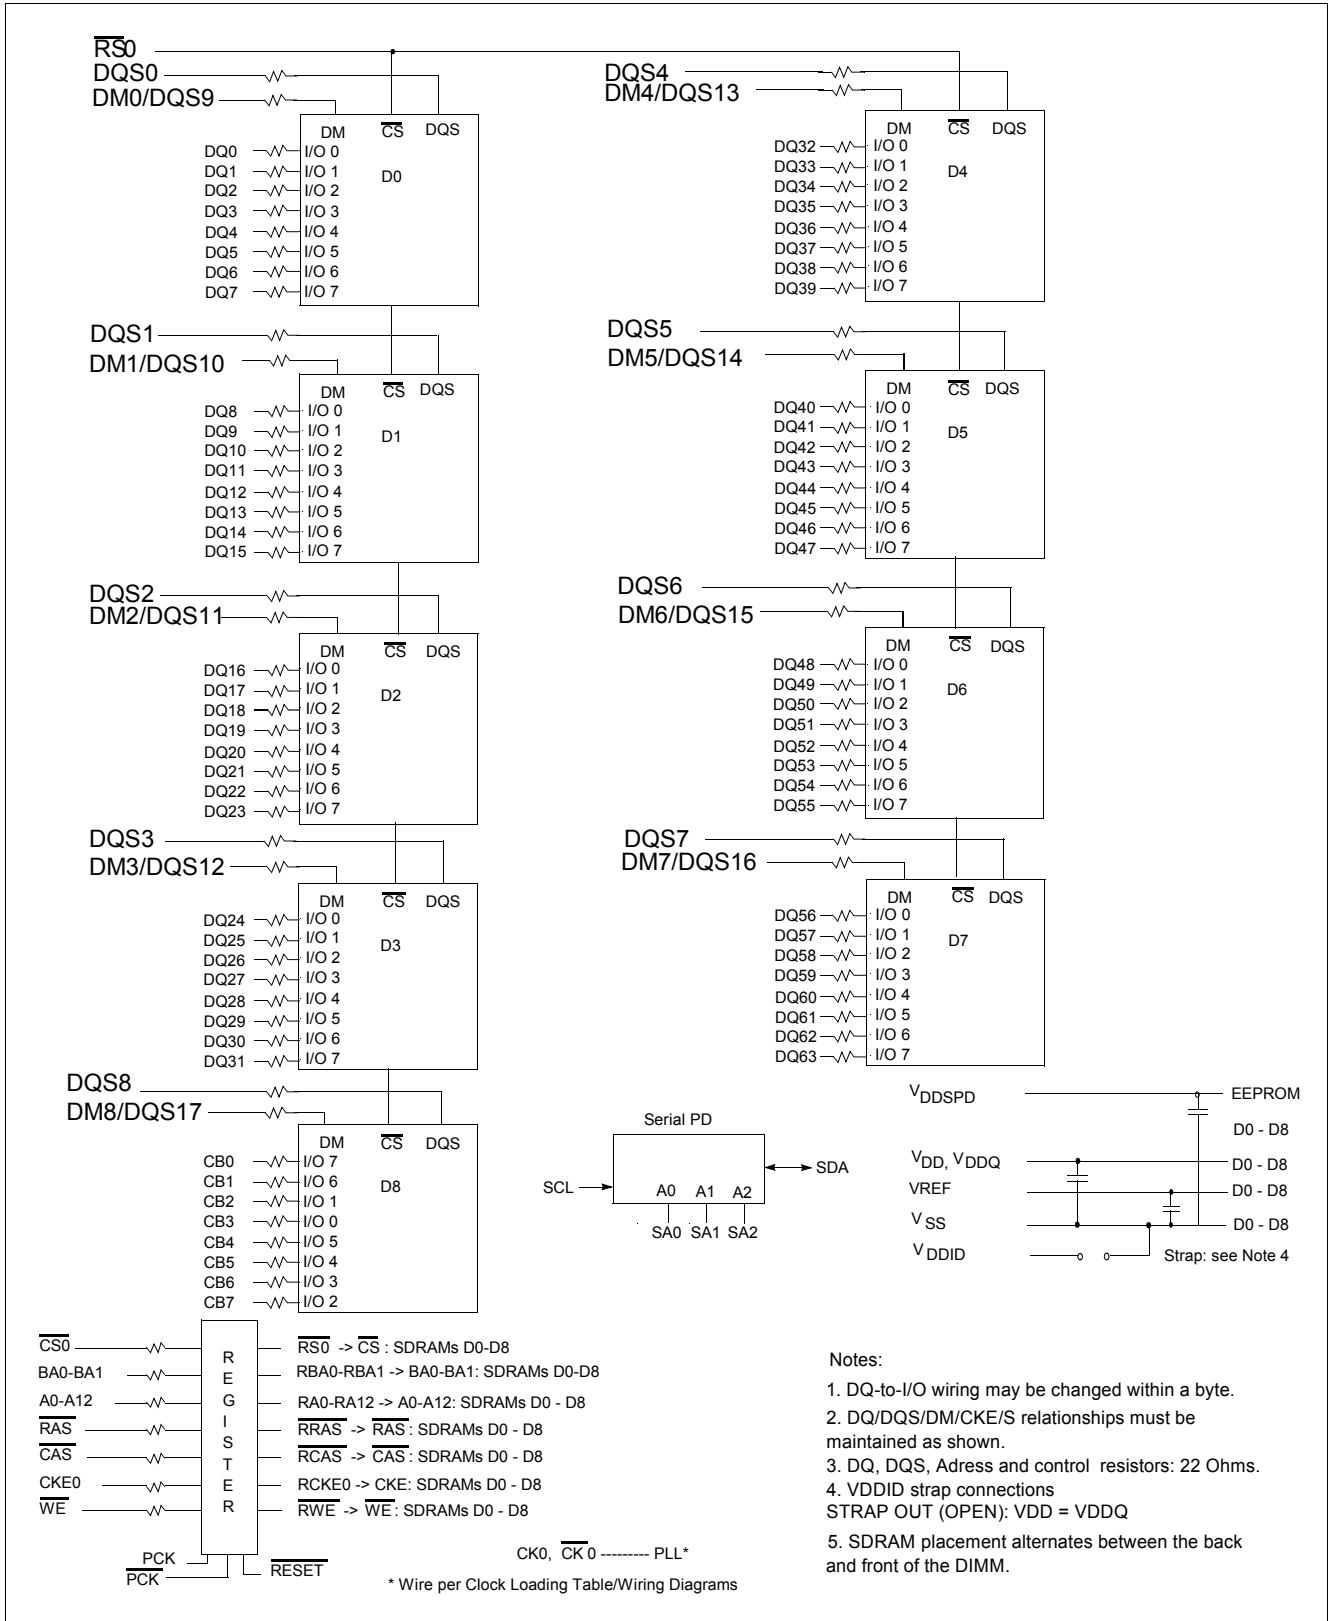 RS0
DQS0
DM0/DQS9
DM CS DQS
D0
DQ0 I/O 0
DQ1 I/O 1
DQ2 I/O 2
DQ3 I/O 3
DQ4 I/O 4
DQ5 I/O 5
DQ6 I/O 6
DQ7 I/O 7
DQS1
DM1/DQS10
DM CS DQS
D1
DQ8 I/O 0
DQ9 I/O 1
DQ10 I/O 2
DQ11 I/O 3
DQ12 I/O 4
DQ13 I/O 5
DQ14 I/O 6
DQ15 I/O 7
DQS2
DM2/DQS11
DM CS DQS
D2
DQ16 I/O 0
DQ17 I/O 1
DQ18 I/O 2
DQ19 I/O 3
DQ20 I/O 4
DQ21 I/O 5
DQ22 I/O 6
DQ23 I/O 7
DQS3
DM3/DQS12
DM CS DQS
D3
DQ24 I/O 0
DQ25 I/O 1
DQ26 I/O 2
DQ27 I/O 3
DQ28 I/O 4
DQ29 I/O 5
DQ30 I/O 6
DQ31 I/O 7
DQS8
DM8/DQS17
DM CS DQS
D8
CB0 I/O 7
CB1 I/O 6
CB2 I/O 1
CB3 I/O 0
CB4 I/O 5
CB5 I/O 4
CB6 I/O 3
CB7 I/O 2
DQS4
DM4/DQS13
DM CS DQS
D4
DQ32 I/O 0
DQ33 I/O 1
DQ34 I/O 2
DQ35 I/O 3
DQ36 I/O 4
DQ37 I/O 5
DQ38 I/O 6
DQ39 I/O 7
DQS5
DM5/DQS14
DM CS DQS
D5
DQ40 I/O 0
DQ41 I/O 1
DQ42 I/O 2
DQ43 I/O 3
DQ44 I/O 4
DQ45 I/O 5
DQ46 I/O 6
DQ47 I/O 7
DQS6
DM6/DQS15
DM CS DQS
D6
DQ48 I/O 0
DQ49 I/O 1
DQ50 I/O 2
DQ51 I/O 3
DQ52 I/O 4
DQ53 I/O 5
DQ54 I/O 6
DQ55 I/O 7
DQS7
DM7/DQS16
DM CS DQS
D7
DQ56 I/O 0
DQ57 I/O 1
DQ58 I/O 2
DQ59 I/O 3
DQ60 I/O 4
DQ61 I/O 5
DQ62 I/O 6
DQ63 I/O 7
Serial PD
SCL
SDA
A0 A1 A2
SA0 SA1 SA2
VDDSPD EEPROM
D0 - D8
VDD, VDDQ D0 - D8
VREF D0 - D8
VSS D0 - D8
VDDID Strap: see Note 4
REGISTER
CS0 RS0 -> CS : SDRAMs D0-D8
BA0-BA1 RBA0-RBA1 -> BA0-BA1: SDRAMs D0-D8
A0-A12 RA0-RA12 -> A0-A12: SDRAMs D0 - D8
RAS RRAS -> RAS : SDRAMs D0 - D8
CAS RCAS -> CAS : SDRAMs D0 - D8
CKE0 RCKE0 -> CKE: SDRAMs D0 - D8
WE RWE -> WE : SDRAMs D0 - D8
PCK
PCK
RESET
CK0, CK 0 --------- PLL*
* Wire per Clock Loading Table/Wiring Diagrams
Notes:
1. DQ-to-I/O wiring may be changed within a byte.
2. DQ/DQS/DM/CKE/S relationships must be
maintained as shown.
3. DQ, DQS, Adress and control resistors: 22 Ohms.
4. VDDID strap connections
STRAP OUT (OPEN): VDD = VDDQ
5. SDRAM placement alternates between the back
and front of the DIMM.